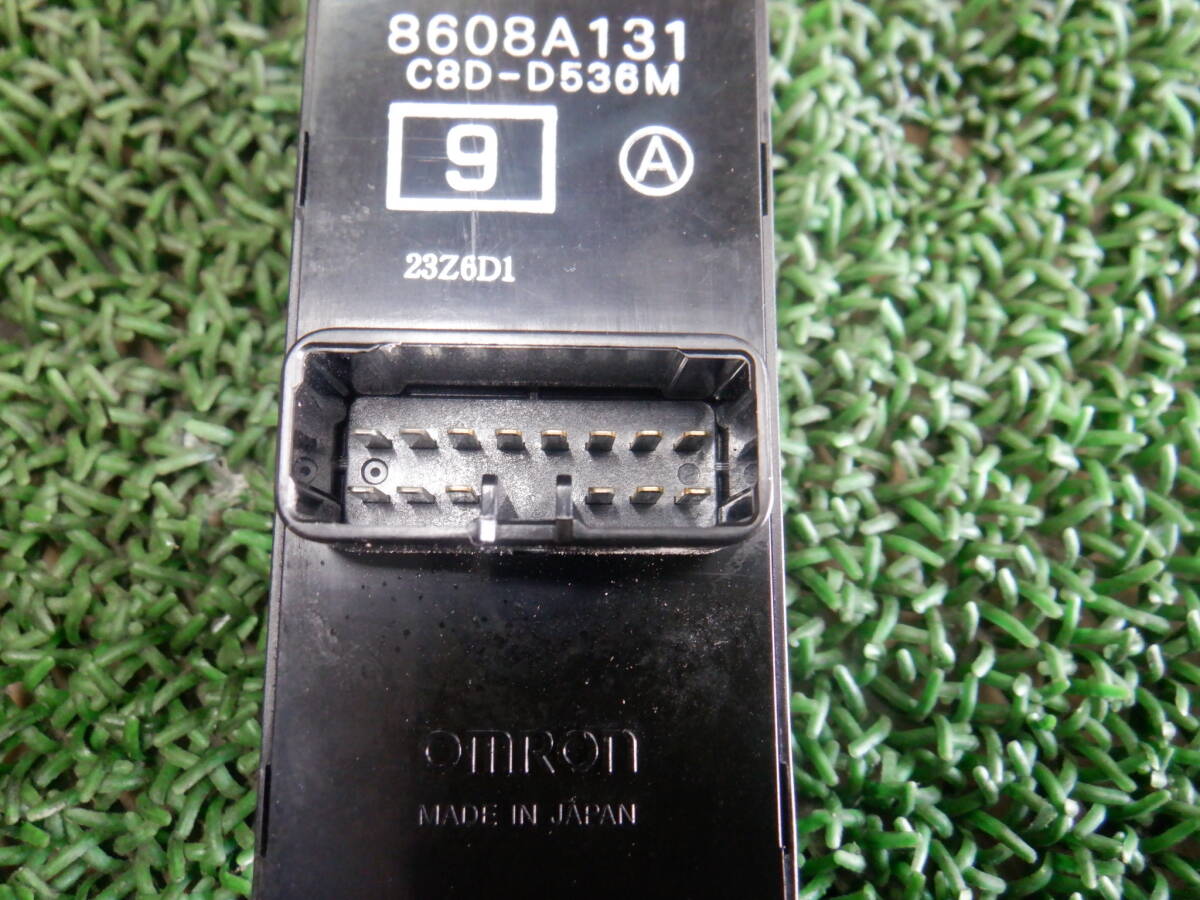 8608A131
C8D-D536M
9 A
23Z6D1
OMRON
MADE IN JAPAN